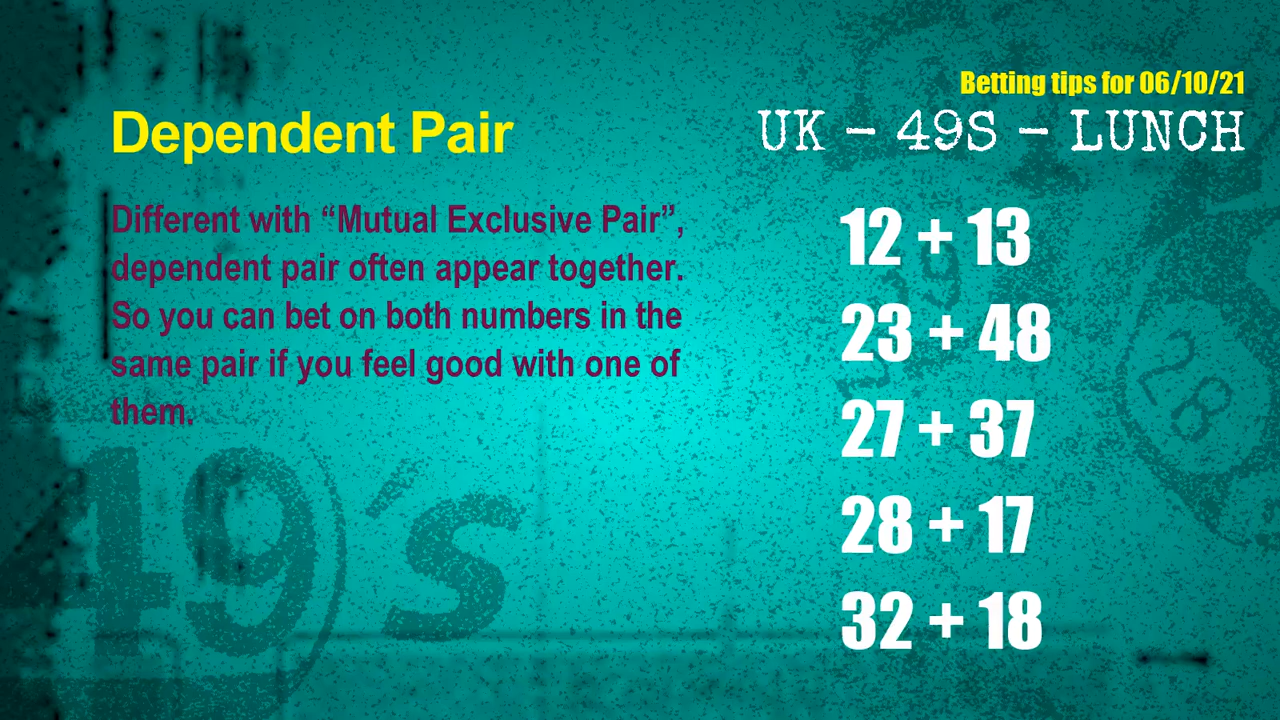 Betting tips for 06/10/21
UK - 49S - LUNCH
Dependent Pair
Different with “Mutual Exclusive Pair”,
dependent pair often appear together.
So you can bet on both numbers in the
same pair if you feel good with one of
them.
12 + 13
23 + 48
27 + 37
28 + 17
32 + 18
49's
28